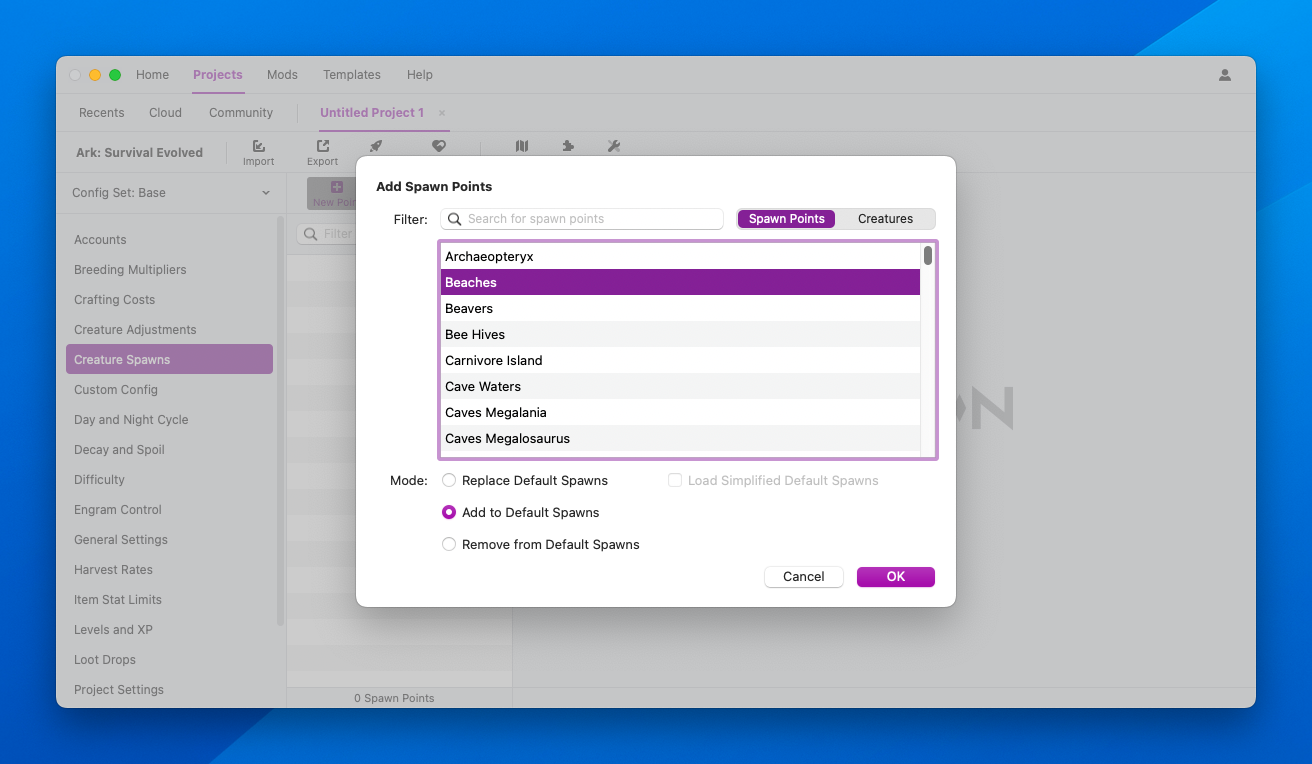 Home Projects Mods Templates Help
Recents Cloud Community Untitled Project 1 ×
Ark: Survival Evolved Import Export
Config Set: Base
New Poin
Filter
Accounts
Breeding Multipliers
Crafting Costs
Creature Adjustments
Creature Spawns
Custom Config
Day and Night Cycle
Decay and Spoil
Difficulty
Engram Control
General Settings
Harvest Rates
Item Stat Limits
Levels and XP
Loot Drops
Project Settings
0 Spawn Points
Add Spawn Points
Filter: Search for spawn points Spawn Points Creatures
Archaeopteryx
Beaches
Beavers
Bee Hives
Carnivore Island
Cave Waters
Caves Megalania
Caves Megalosaurus
Mode: Replace Default Spawns Load Simplified Default Spawns
Add to Default Spawns
Remove from Default Spawns
Cancel OK
N